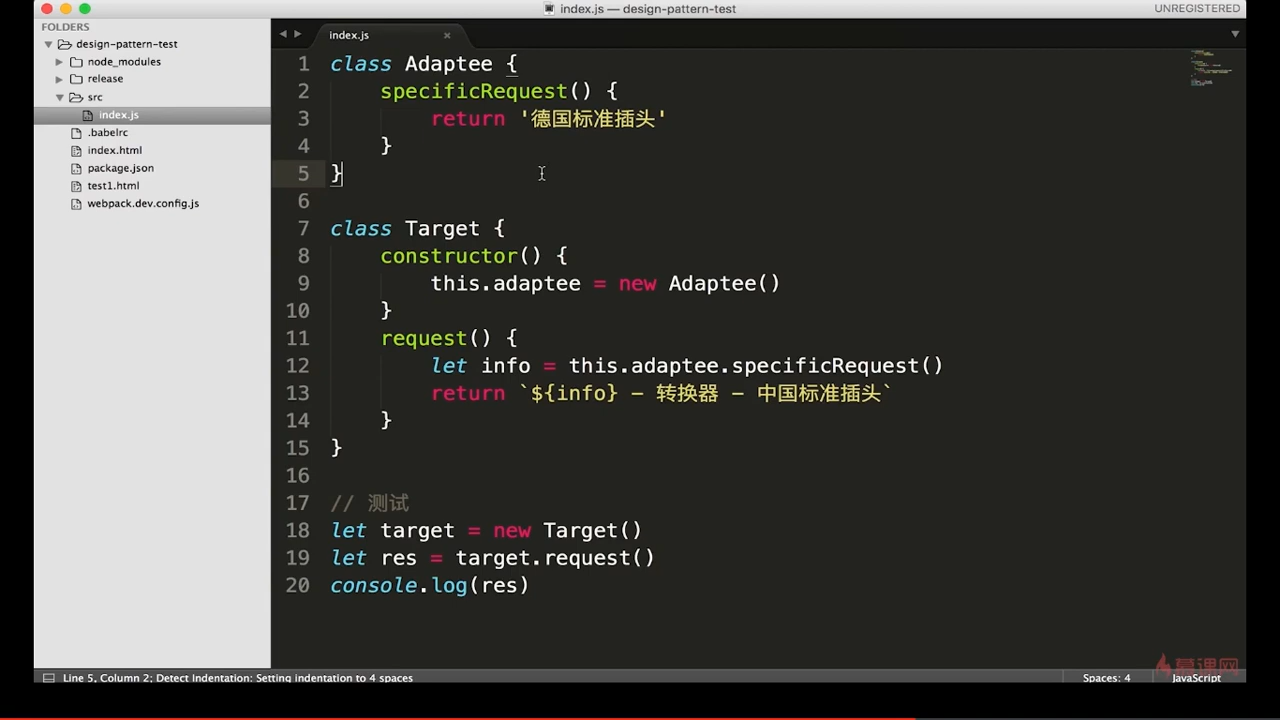 index.js — design-pattern-test
UNREGISTERED
FOLDERS
design-pattern-test
node_modules
release
src
index.js
.babelrc
index.html
package.json
test1.html
webpack.dev.config.js
index.js
1 class Adaptee {
2 specificRequest() {
3 return '德国标准插头'
4 }
5 }
6
7 class Target {
8 constructor() {
9 this.adaptee = new Adaptee()
10 }
11 request() {
12 let info = this.adaptee.specificRequest()
13 return `${info} - 转换器 - 中国标准插头`
14 }
15 }
16
17 // 测试
18 let target = new Target()
19 let res = target.request()
20 console.log(res)
慕课网
Line 5, Column 2; Detect Indentation: Setting indentation to 4 spaces
Spaces: 4
JavaScript